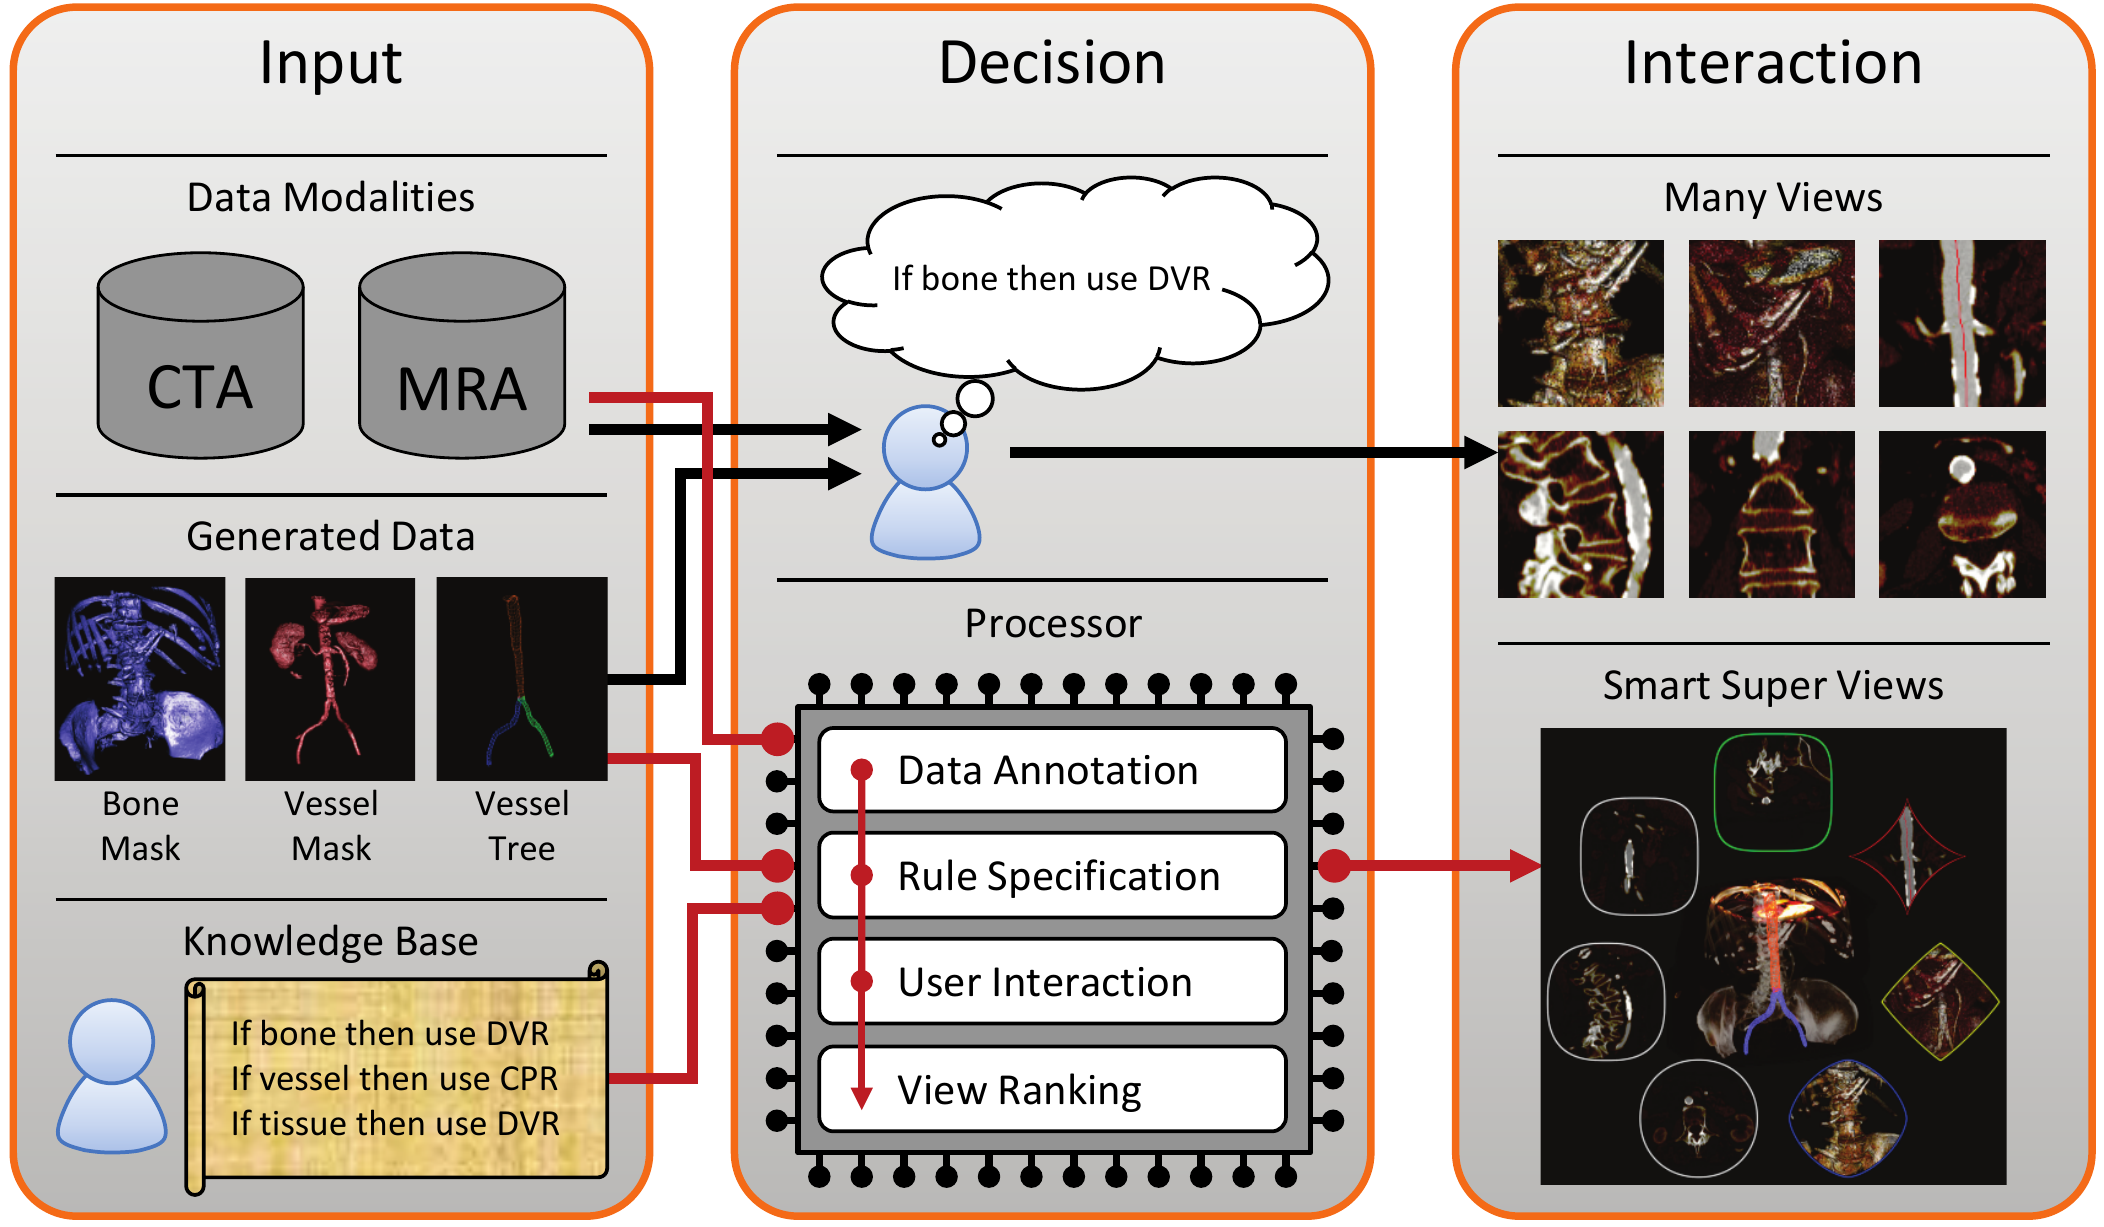 Input
Data Modalities
CTA
MRA
Generated Data
Bone
Mask
Vessel
Mask
Vessel
Tree
Knowledge Base
If bone then use DVR
If vessel then use CPR
If tissue then use DVR
Decision
If bone then use DVR
Processor
Data Annotation
Rule Specification
User Interaction
View Ranking
Interaction
Many Views
Smart Super Views